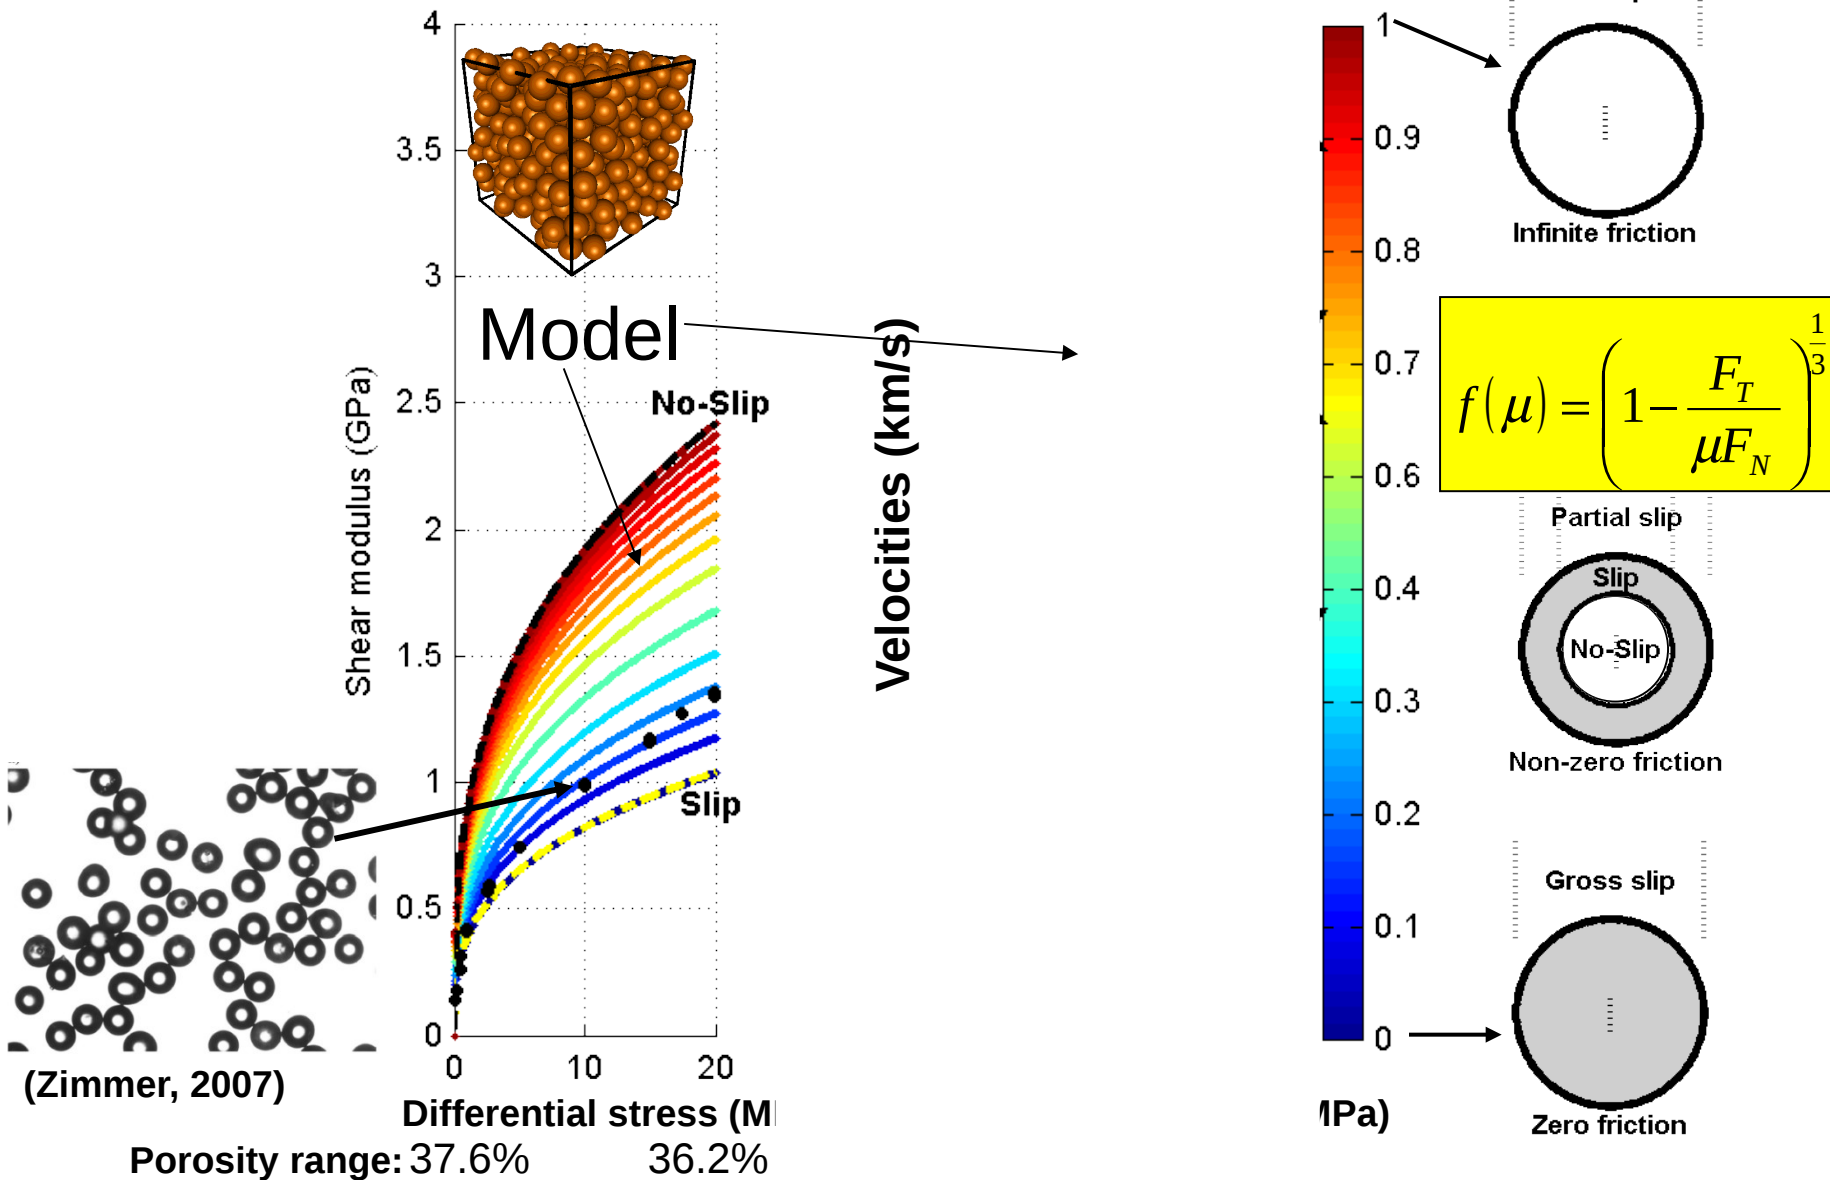 4
3.5
3
2.5
2
1.5
1
0.5
0
0
10
20
Shear modulus (GPa)
Model
No-Slip
Slip
(Zimmer, 2007)
Differential stress (M
Porosity range: 37.6% 36.2%
Velocities (km/s)
MPa)
1
0.9
0.8
0.7
0.6
0.4
0.3
0.2
0.1
0
Infinite friction
f(μ) = (1 − F_T / μF_N)^(1/3)
Partial slip
Slip
No-Slip
Non-zero friction
Gross slip
Zero friction